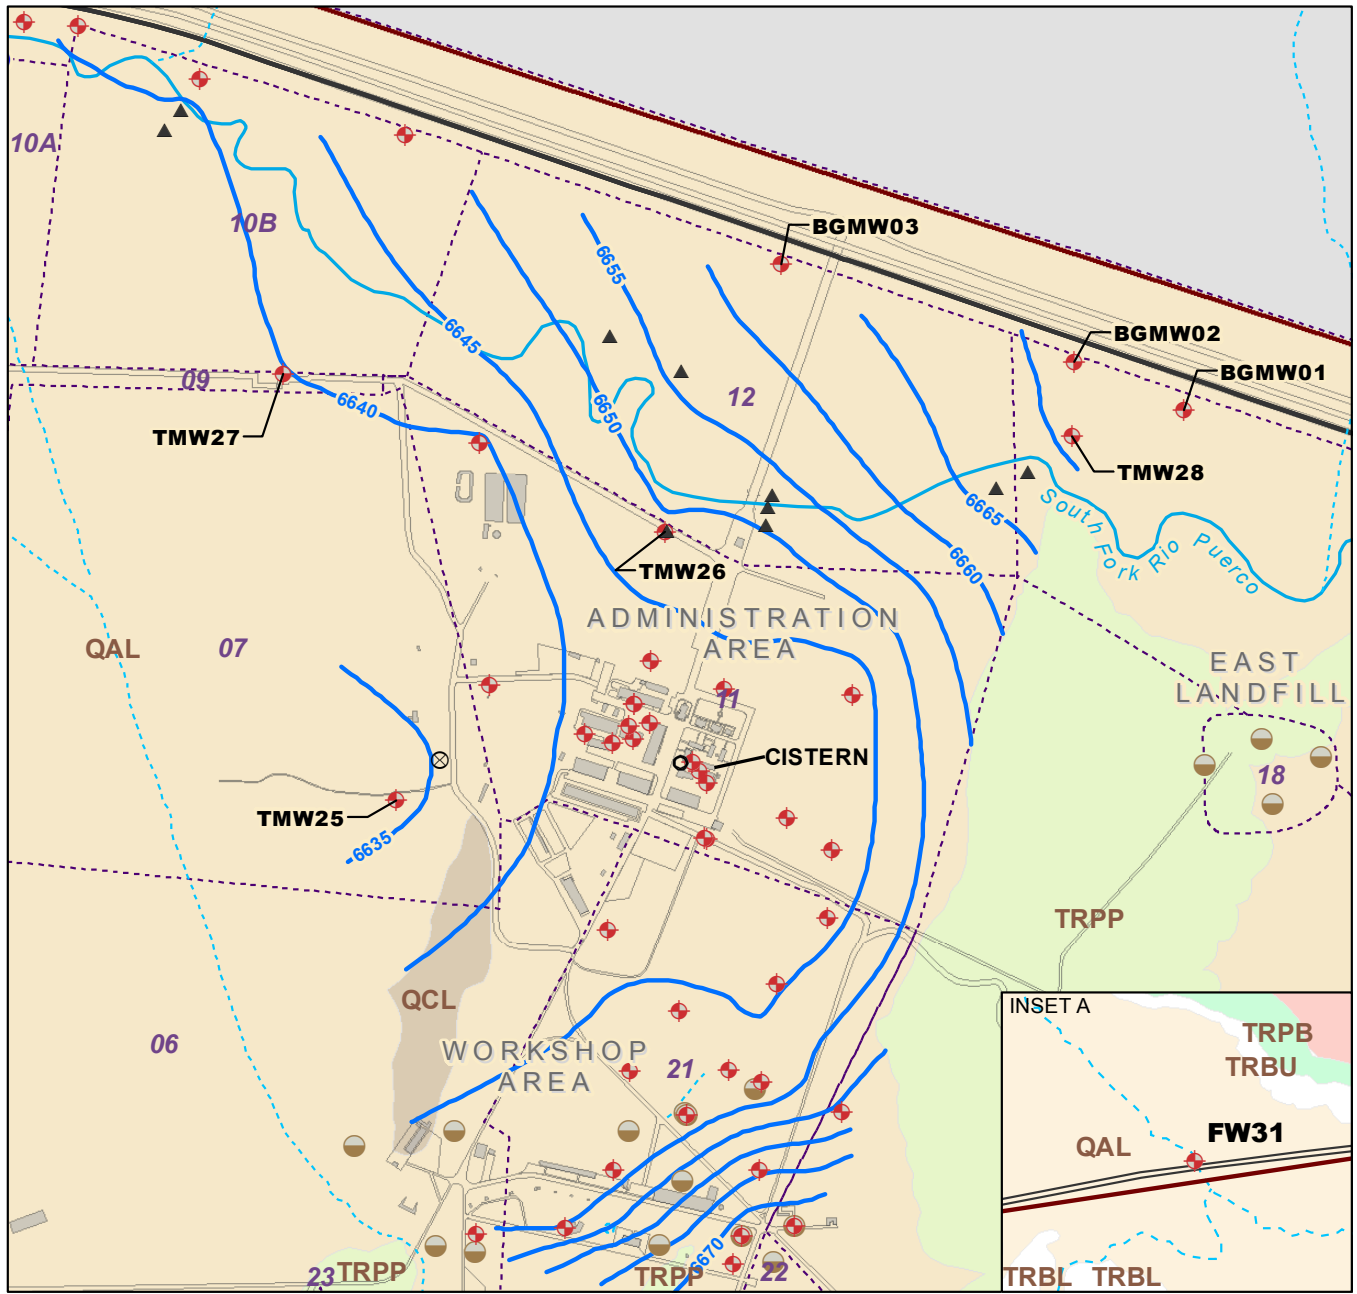 10A
10B
BGMW03
6655
BGMW02
6645
BGMW01
09
12
6640
6650
TMW27
TMW28
6665
South Fork Rio Puerco
6660
TMW26
ADMINISTRATION
AREA
QAL
07
EAST
LANDFILL
11
CISTERN
18
TMW25
6635
TRPP
QCL
INSET A
06
WORKSHOP
AREA
21
TRPB
TRBU
FW31
QAL
6670
23
TRPP
TRPP
22
TRBL
TRBL